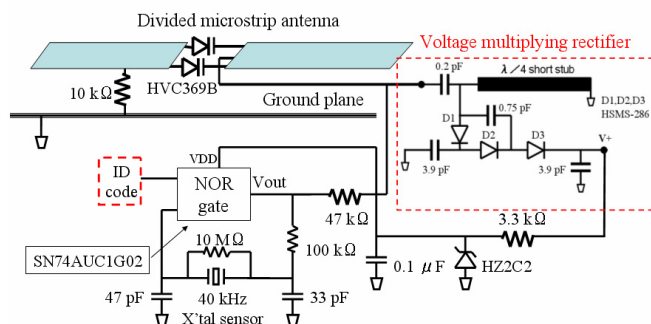 Divided microstrip antenna
Voltage multiplying rectifier
HVC369B
10 kΩ
Ground plane
0.2 pF
λ/4 short stub
0.75 pF
D1,D2,D3
HSMS-286
D1
D2
D3
V+
3.9 pF
3.9 pF
ID
code
VDD
NOR
gate
Vout
47 kΩ
3.3 kΩ
SN74AUC1G02
10 MΩ
100 kΩ
0.1 μF
HZ2C2
47 pF
40 kHz
33 pF
X'tal sensor